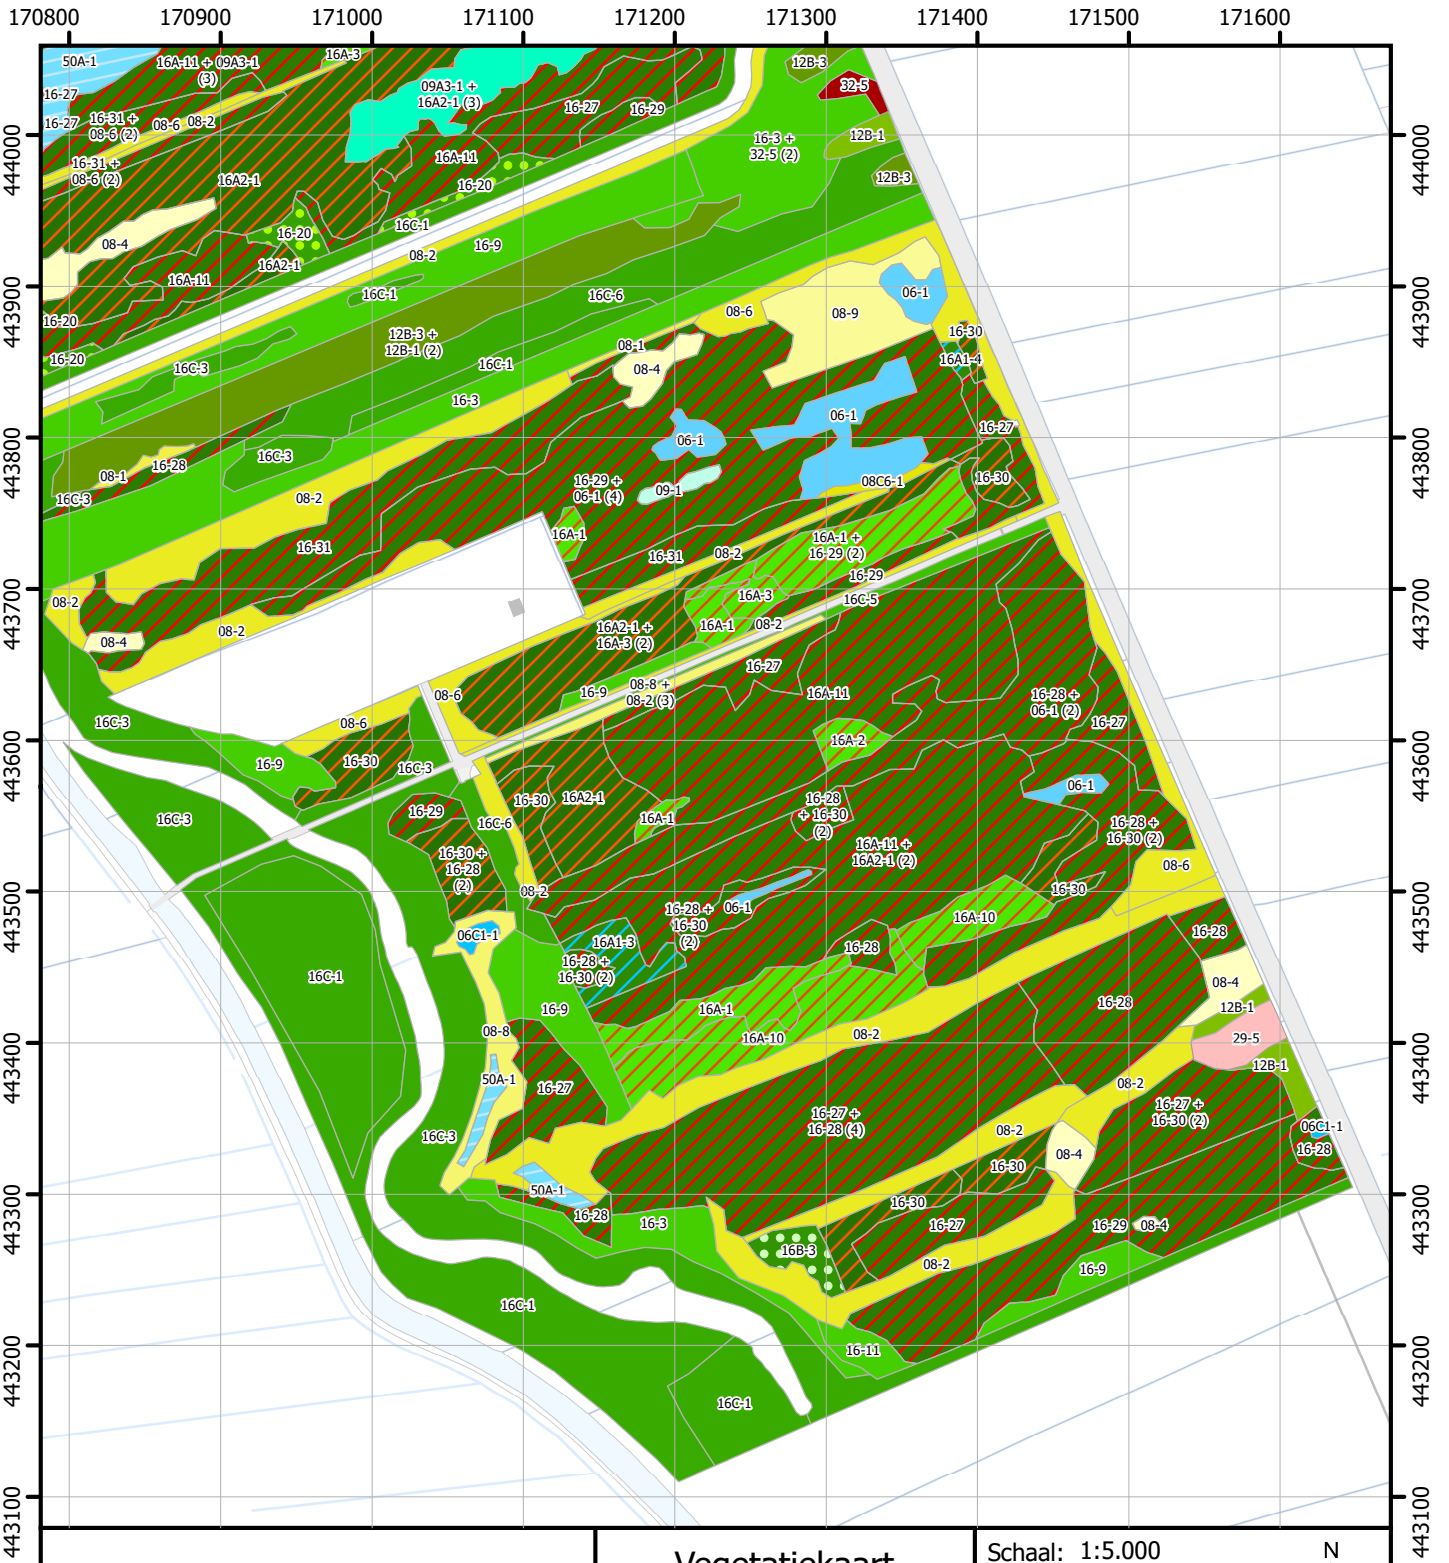 170800 170900 171000 171100 171200 171300 171400 171500 171600
50A-1
16A-11 + 09A3-1
(3)
16A-3
12B-3
32-5
16-27
09A3-1 +
16A2-1 (3)
16-27
16-29
16-27
16-31 +
08-6 (2)
08-6
08-2
12B-1
444000
444000
16-3 +
32-5 (2)
16A-11
16-31 +
08-6 (2)
16A2-1
16-20
12B-3
16C-1
16-20
08-4
16-9
08-2
16A2-1
16A-11
16C-1
16C-6
06-1
443900
443900
08-6
08-9
16-20
16-30
12B-3 +
12B-1 (2)
08-1
16-20
16C-3
16C-1
08-4
16A1-4
16-3
06-1
16-27
06-1
443800
443800
16C-3
16-28
08-1
16-29 +
06-1 (4)
09-1
08C6-1
16-30
16C-3
08-2
16A-1
16A-1 +
16-29 (2)
16-31
16-31
08-2
16-29
443700
443700
08-2
16A-3
16C-5
16A-1
08-2
08-2
16A2-1 +
16A-3 (2)
08-4
16-27
16-9
08-8 +
08-2 (3)
08-6
16A-11
16-28 +
06-1 (2)
16C-3
08-6
16-27
16A-2
443600
443600
16-9
16-30
16C-3
06-1
16-30
16A2-1
16-28
+ 16-30
(2)
16C-3
16-29
16C-6
16A-1
16-28 +
16-30 (2)
16A-11 +
16A2-1 (2)
16-30 +
16-28
(2)
08-6
08-2
16-30
443500
443500
06-1
16-28 +
16-30
(2)
16A-10
06C1-1
16A1-3
16-28
16-28
16-28 +
16-30 (2)
16C-1
08-4
16-9
16A-1
16-28
12B-1
08-8
16A-10
08-2
29-5
443400
443400
12B-1
50A-1
16-27
08-2
16-27 +
16-28 (4)
16-27 +
16-30 (2)
16C-3
08-2
06C1-1
08-4
16-28
16-30
50A-1
443300
443300
16-28
16-3
16-30
16-27
16-29
08-4
16B-3
08-2
16-9
16C-1
443200
443200
16-11
16C-1
443100
443100
Vegetatiekaart
Schaal: 1:5.000
N